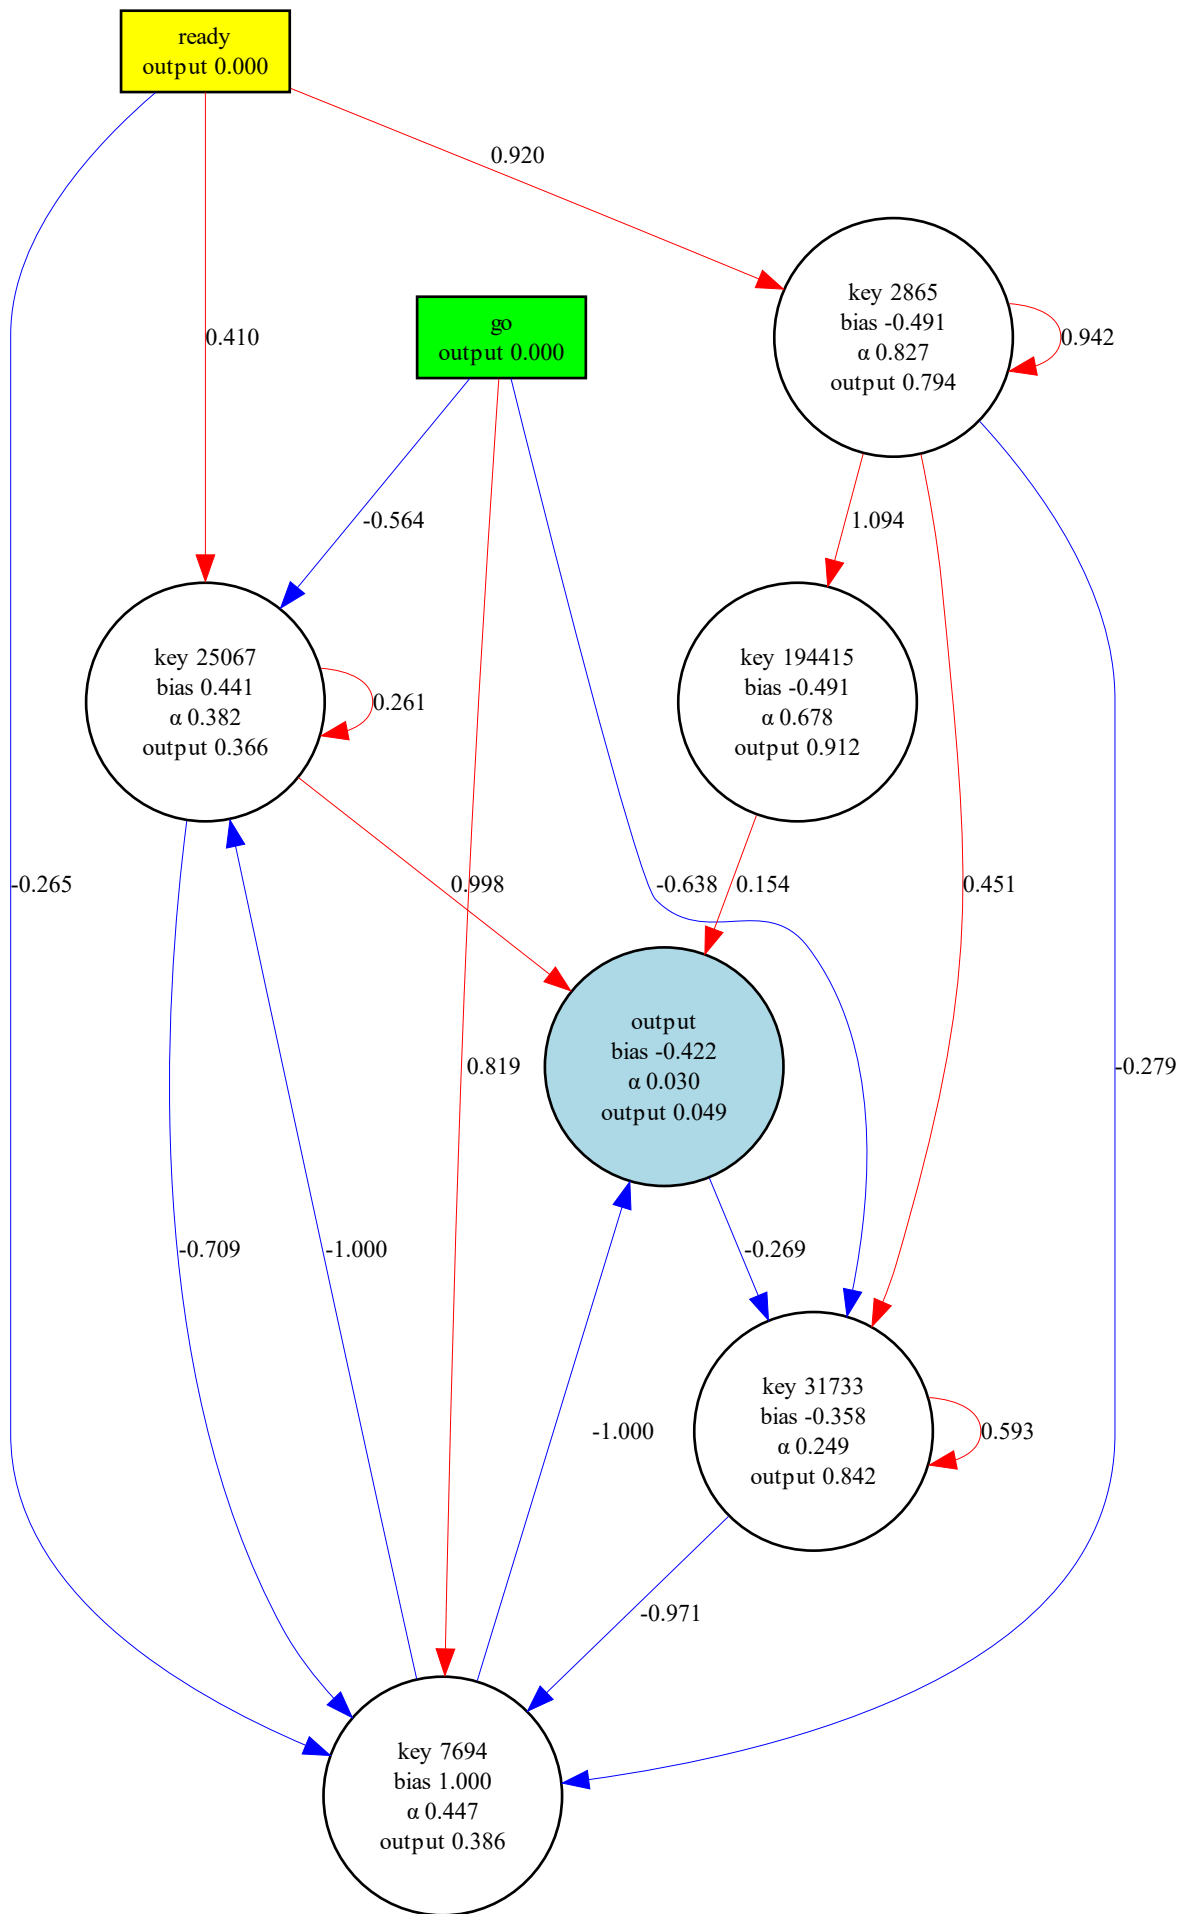 ready
output 0.000
0.920
key 2865
bias -0.491
α 0.827
output 0.794
0.942
go
output 0.000
0.410
-0.564
1.094
key 25067
bias 0.441
α 0.382
output 0.366
0.261
key 194415
bias -0.491
α 0.678
output 0.912
-0.265
0.998
-0.638
0.154
0.451
output
bias -0.422
α 0.030
output 0.049
0.819
-0.279
-0.709
-1.000
-0.269
key 31733
bias -0.358
α 0.249
output 0.842
0.593
-1.000
-0.971
key 7694
bias 1.000
α 0.447
output 0.386